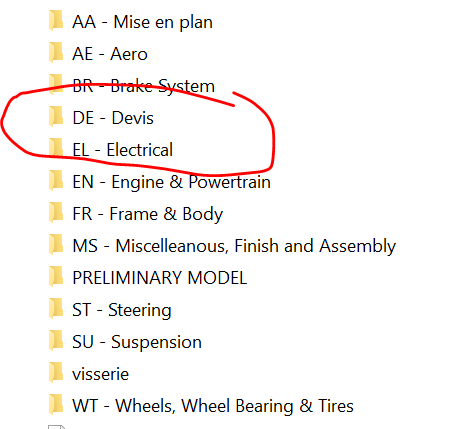 AA - Mise en plan
AE - Aero
BR - Brake System
DE - Devis
EL - Electrical
EN - Engine & Powertrain
FR - Frame & Body
MS - Miscelleanous, Finish and Assembly
PRELIMINARY MODEL
ST - Steering
SU - Suspension
visserie
WT - Wheels, Wheel Bearing & Tires